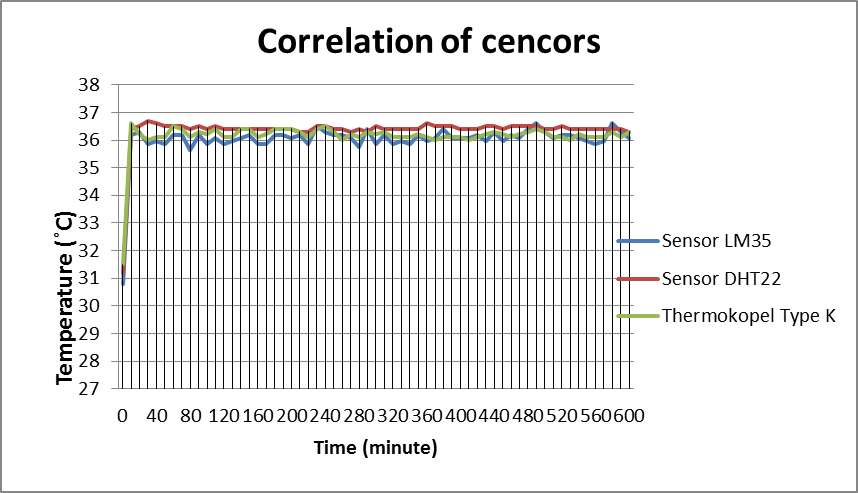 Correlation of cencors
Temperature (˚C)
38
37
36
35
34
33
32
31
30
29
28
27
0 40 80 120 160 200 240 280 320 360 400 440 480 520 560 600
Time (minute)
Sensor LM35
Sensor DHT22
Thermokopel Type K